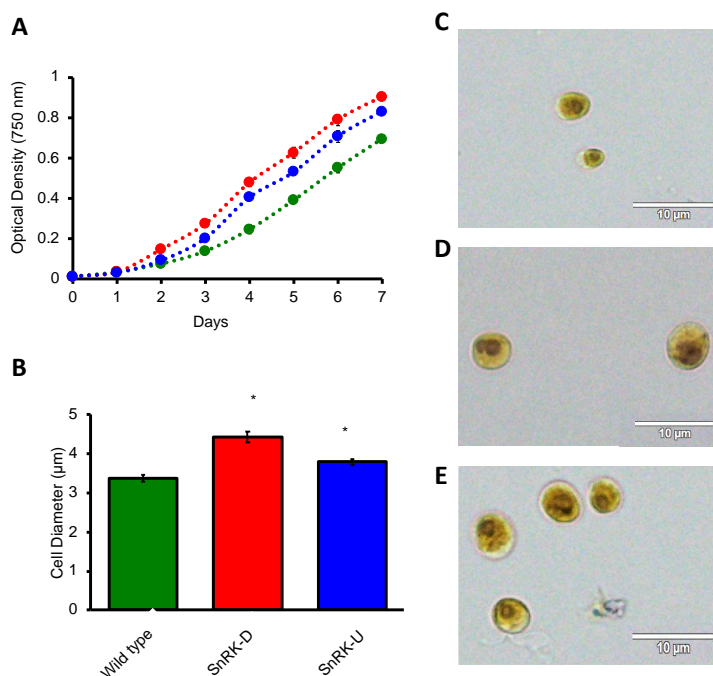 A
Optical Density (750 nm)
1
0.8
0.6
0.4
0.2
0
0 1 2 3 4 5 6 7
Days
B
Cell Diameter (µm)
5
4
3
3
1
0
* *
Wild type SnRK-D SnRK-U
C
10 µm
D
10 µm
E
10 µm